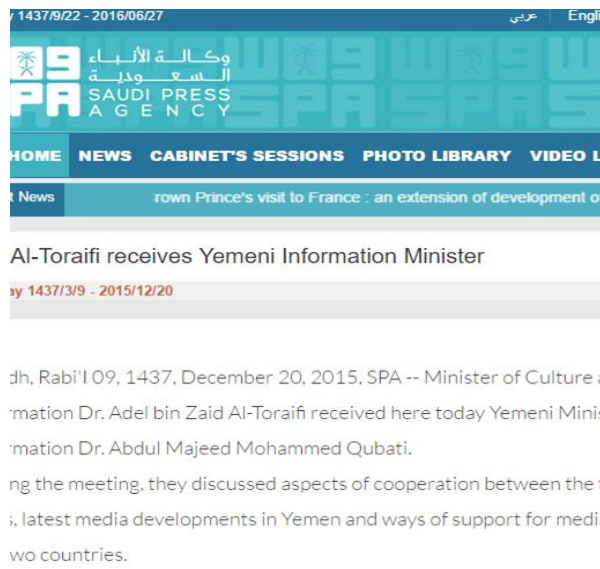 1437/9/22 - 2016/06/27
عربي
Engli
وكالة الأنباء
السعودية
SPA
SAUDI PRESS
AGENCY
HOME NEWS CABINET'S SESSIONS PHOTO LIBRARY VIDEO L
t News
rown Prince's visit to France : an extension of development o
Al-Toraifi receives Yemeni Information Minister
ay 1437/3/9 - 2015/12/20
dh, Rabi'I 09, 1437, December 20, 2015, SPA -- Minister of Culture a
rmation Dr. Adel bin Zaid Al-Toraifi received here today Yemeni Minis
rmation Dr. Abdul Majeed Mohammed Qubati.
ng the meeting, they discussed aspects of cooperation between the t
s, latest media developments in Yemen and ways of support for medi
wo countries.